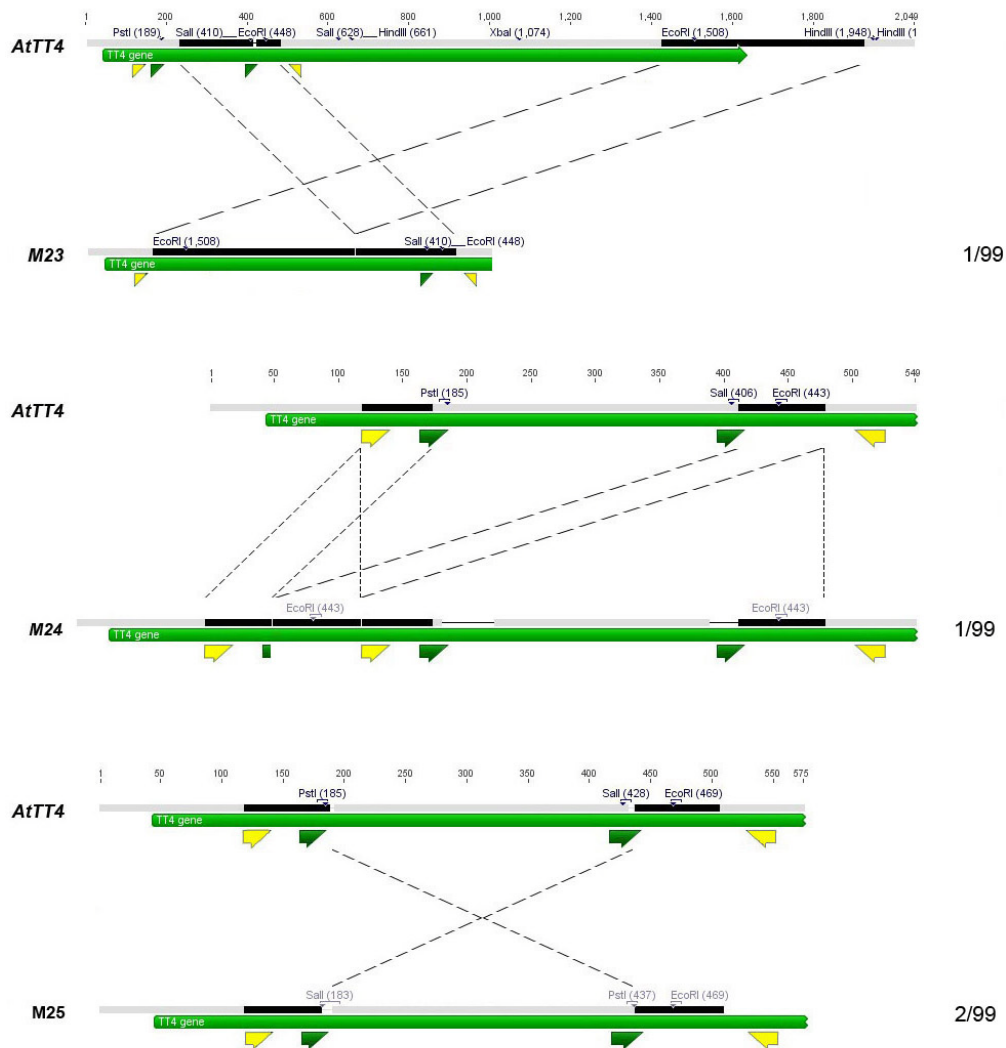 1 200 400 600 800 1,000 1,200 1,400 1,600 1,800 2,049
PstI (189) SalI (410) EcoRI (448) SalI (628) HindIII (661) XbaI (1,074) EcoRI (1,508) HindIII (1,948) HindIII (1
AtTT4
TT4 gene
EcoRI (1,508) SalI (410) EcoRI (448)
M23 1/99
TT4 gene
1 50 100 150 200 250 300 350 400 450 500 549
PstI (185) SalI (406) EcoRI (443)
AtTT4
TT4 gene
EcoRI (443) EcoRI (443)
M24 1/99
TT4 gene
1 50 100 150 200 250 300 350 400 450 500 550 575
PstI (185) SalI (428) EcoRI (469)
AtTT4
TT4 gene
SalI (183) PstI (437) EcoRI (469)
M25 2/99
TT4 gene